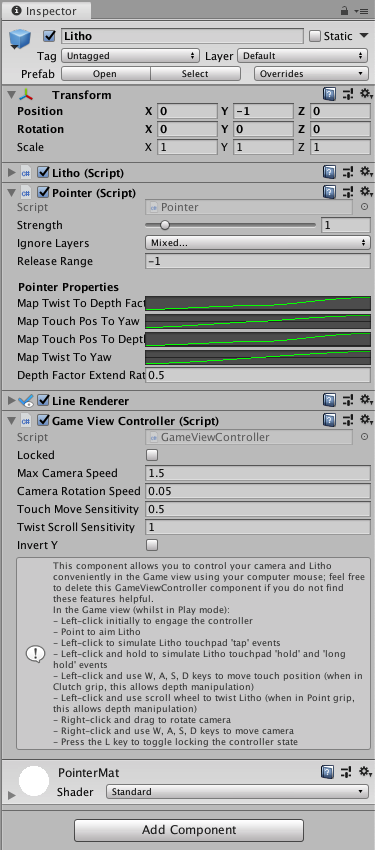 Inspector
Litho
Static
Tag Untagged Layer Default
Prefab Open Select Overrides
Transform
Position X 0 Y -1 Z 0
Rotation X 0 Y 0 Z 0
Scale X 1 Y 1 Z 1
Litho (Script)
Pointer (Script)
Script Pointer
Strength 1
Ignore Layers Mixed...
Release Range -1
Pointer Properties
Map Twist To Depth Fact
Map Touch Pos To Yaw
Map Touch Pos To Depth
Map Twist To Yaw
Depth Factor Extend Rat 0.5
Line Renderer
Game View Controller (Script)
Script GameViewController
Locked
Max Camera Speed 1.5
Camera Rotation Speed 0.05
Touch Move Sensitivity 0.5
Twist Scroll Sensitivity 1
Invert Y
This component allows you to control your camera and Litho
conveniently in the Game view using your computer mouse; feel free
to delete this GameViewController component if you do not find
these features helpful.
In the Game view (whilst in Play mode):
- Left-click initially to engage the controller
- Point to aim Litho
- Left-click to simulate Litho touchpad 'tap' events
- Left-click and hold to simulate Litho touchpad 'hold' and 'long
hold' events
- Left-click and use W, A, S, D keys to move touch position (when in
Clutch grip, this allows depth manipulation)
- Left-click and use scroll wheel to twist Litho (when in Point grip,
this allows depth manipulation)
- Right-click and drag to rotate camera
- Right-click and use W, A, S, D keys to move camera
- Press the L key to toggle locking the controller state
PointerMat
Shader Standard
Add Component